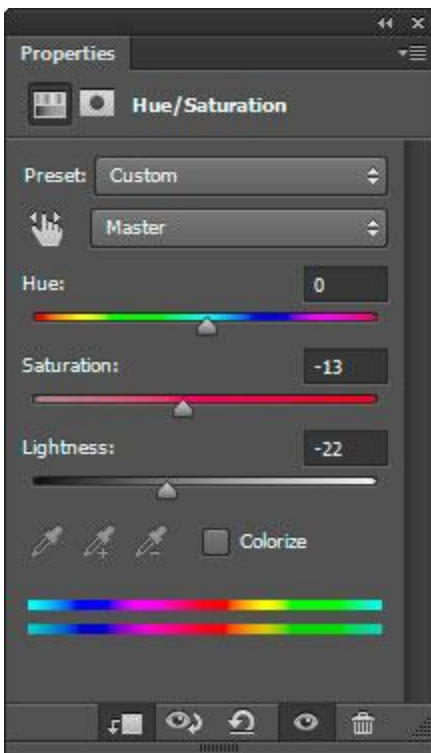 Properties
Hue/Saturation
Preset: Custom
Master
Hue: 0
Saturation: -13
Lightness: -22
Colorize